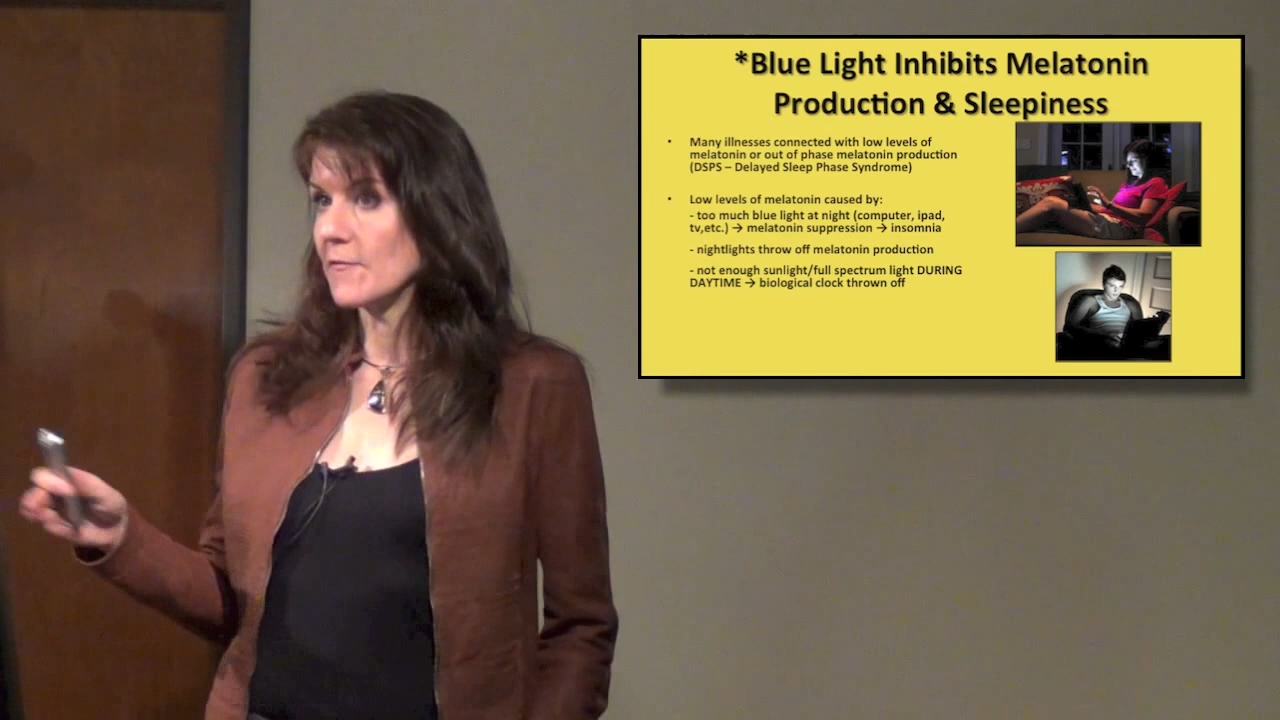 *Blue Light Inhibits Melatonin
Production & Sleepiness
• Many illnesses connected with low levels of
melatonin or out of phase melatonin production
(DSPS – Delayed Sleep Phase Syndrome)
• Low levels of melatonin caused by:
- too much blue light at night (computer, ipad,
tv,etc.) → melatonin suppression → insomnia
- nightlights throw off melatonin production
- not enough sunlight/full spectrum light DURING
DAYTIME → biological clock thrown off